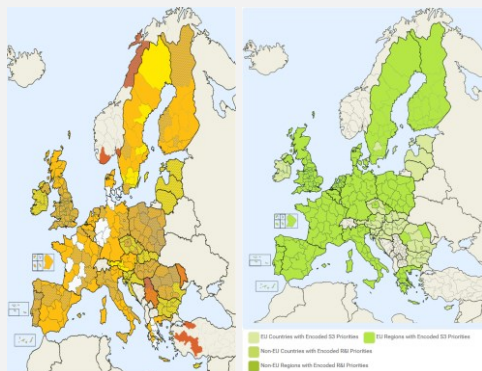 EU Countries with Encoded S3 Priorities
EU Regions with Encoded S3 Priorities
Non-EU Countries with Encoded R&I Priorities
Non-EU Regions with Encoded R&I Priorities